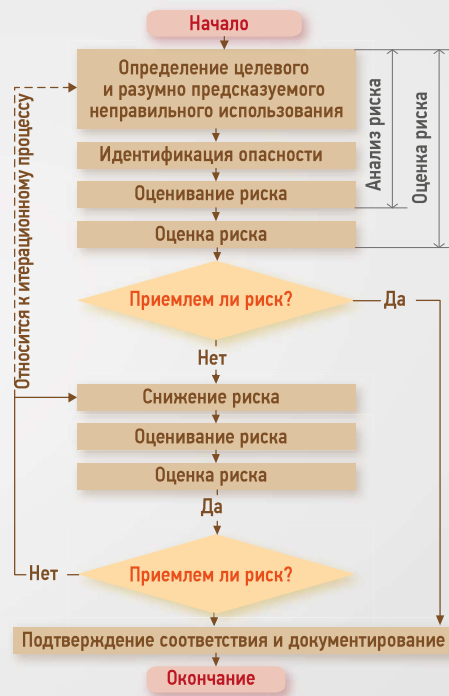 Начало
Определение целевого
и разумно предсказуемого
неправильного использования
Идентификация опасности
Оценивание риска
Оценка риска
Анализ риска
Оценка риска
Относится к итерационному процессу
Приемлем ли риск?
Да
Нет
Снижение риска
Оценивание риска
Оценка риска
Да
Приемлем ли риск?
Нет
Подтверждение соответствия и документирование
Окончание